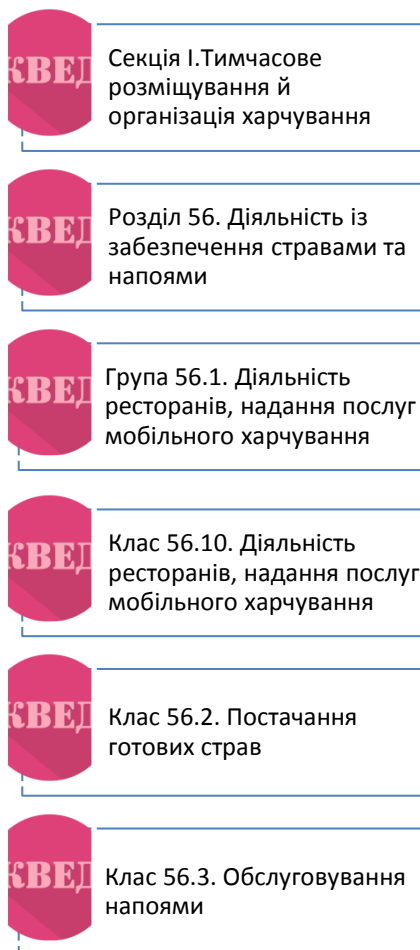 КВЕД
Секція І.Тимчасове
розміщування й
організація харчування
КВЕД
Розділ 56. Діяльність із
забезпечення стравами та
напоями
КВЕД
Група 56.1. Діяльність
ресторанів, надання послуг
мобільного харчування
КВЕД
Клас 56.10. Діяльність
ресторанів, надання послуг
мобільного харчування
КВЕД
Клас 56.2. Постачання
готових страв
КВЕД
Клас 56.3. Обслуговування
напоями